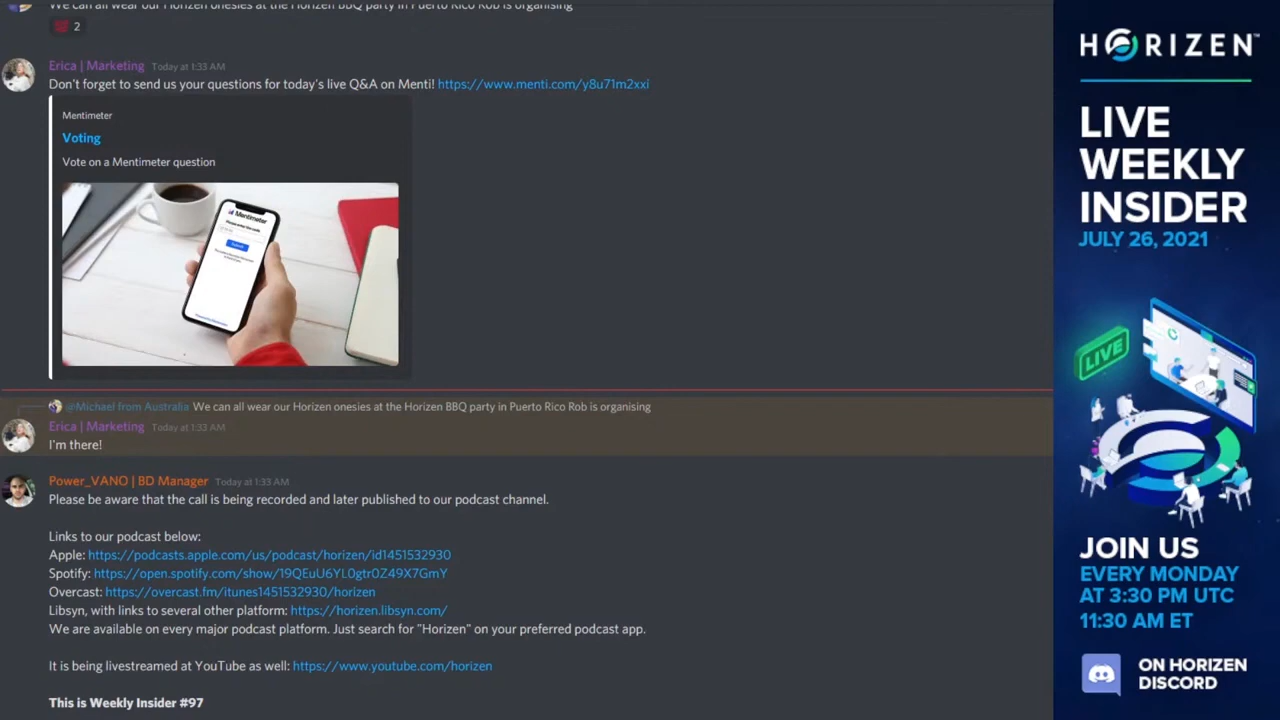 We can all wear our Horizen onesies at the Horizen BBQ party in Puerto Rico Rob is organising
2
Erica | Marketing Today at 1:33 AM
Don't forget to send us your questions for today's live Q&A on Menti! https://www.menti.com/y8u71m2xxi
Mentimeter
Voting
Vote on a Mentimeter question
Mentimeter
@Michael from Australia We can all wear our Horizen onesies at the Horizen BBQ party in Puerto Rico Rob is organising
Erica | Marketing Today at 1:33 AM
I'm there!
Power_VANO | BD Manager Today at 1:33 AM
Please be aware that the call is being recorded and later published to our podcast channel.
Links to our podcast below:
Apple: https://podcasts.apple.com/us/podcast/horizen/id1451532930
Spotify: https://open.spotify.com/show/19QEuU6YL0gtr0Z49X7GmY
Overcast: https://overcast.fm/itunes1451532930/horizen
Libsyn, with links to several other platform: https://horizen.libsyn.com/
We are available on every major podcast platform. Just search for "Horizen" on your preferred podcast app.
It is being livestreamed at YouTube as well: https://www.youtube.com/horizen
This is Weekly Insider #97
HORIZEN™
LIVE
WEEKLY
INSIDER
JULY 26, 2021
LIVE
JOIN US
EVERY MONDAY
AT 3:30 PM UTC
11:30 AM ET
ON HORIZEN
DISCORD